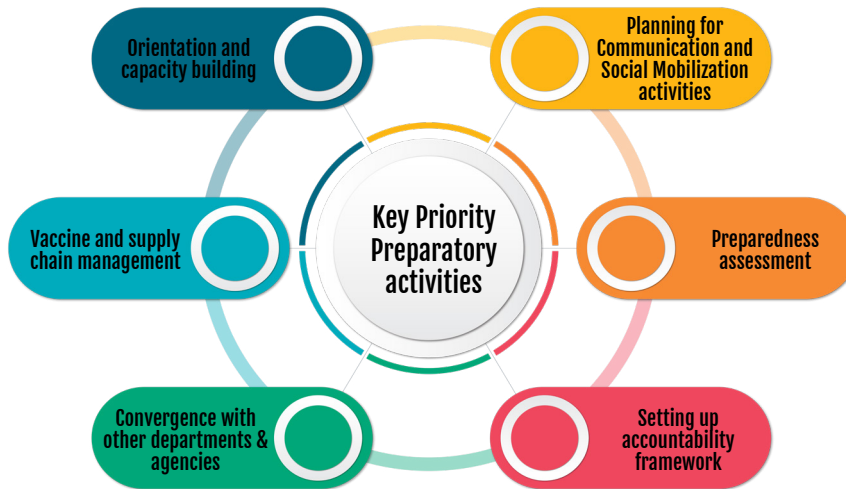 Orientation and
capacity building
Planning for
Communication and
Social Mobilization
activities
Vaccine and supply
chain management
Key Priority
Preparatory
activities
Preparedness
assessment
Convergence with
other departments &
agencies
Setting up
accountability
framework